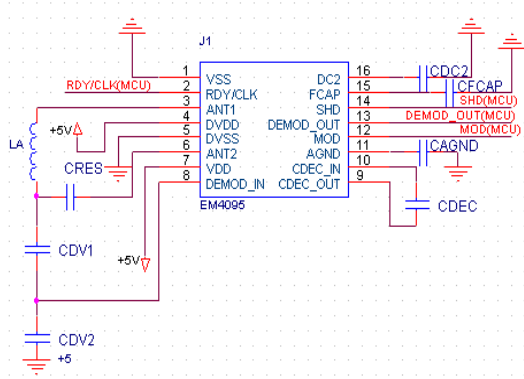 J1
1 VSS DC2 16 CDC2
RDY/CLK(MCU) 2 RDY/CLK FCAP 15 CFCAP
3 ANT1 SHD 14 SHD(MCU)
+5V 4 DVDD DEMOD_OUT 13 DEMOD_OUT(MCU)
5 DVSS MOD 12 MOD(MCU)
LA 6 ANT2 AGND 11 CAGND
CRES 7 VDD CDEC_IN 10
8 DEMOD_IN CDEC_OUT 9
EM4095 CDEC
CDV1
+5V
CDV2
+5